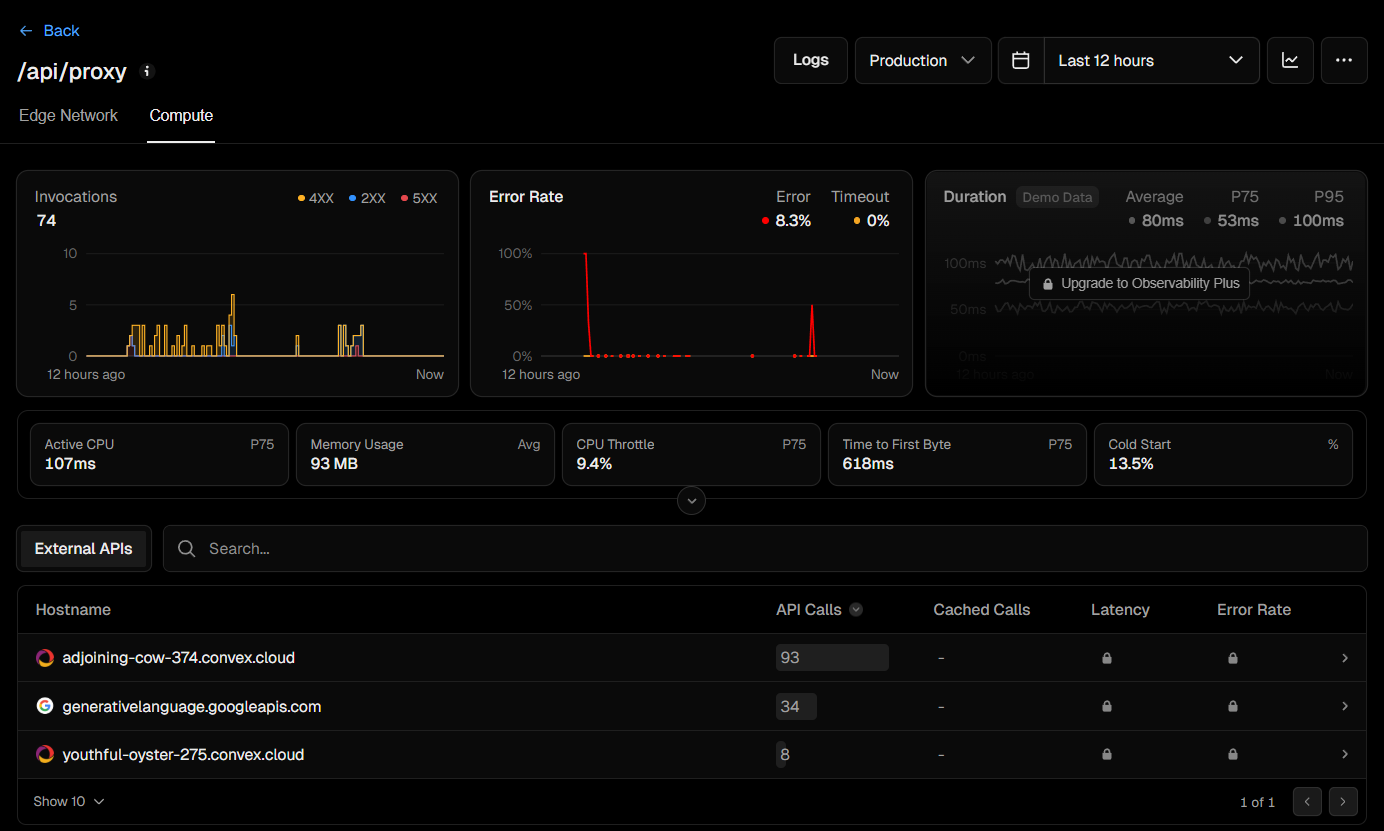 ← Back
/api/proxy
Logs
Production
Last 12 hours
Edge Network
Compute
Invocations
4XX
2XX
5XX
74
10
5
0
12 hours ago
Now
Error Rate
Error
Timeout
8.3%
0%
100%
50%
0%
12 hours ago
Now
Duration
Demo Data
Average
P75
P95
80ms
53ms
100ms
100ms
Upgrade to Observability Plus
50ms
0ms
12 hours ago
Now
Active CPU
P75
107ms
Memory Usage
Avg
93 MB
CPU Throttle
P75
9.4%
Time to First Byte
P75
618ms
Cold Start
%
13.5%
External APIs
Search...
Hostname
API Calls
Cached Calls
Latency
Error Rate
adjoining-cow-374.convex.cloud
93
-
generativelanguage.googleapis.com
34
-
youthful-oyster-275.convex.cloud
8
-
Show 10
1 of 1